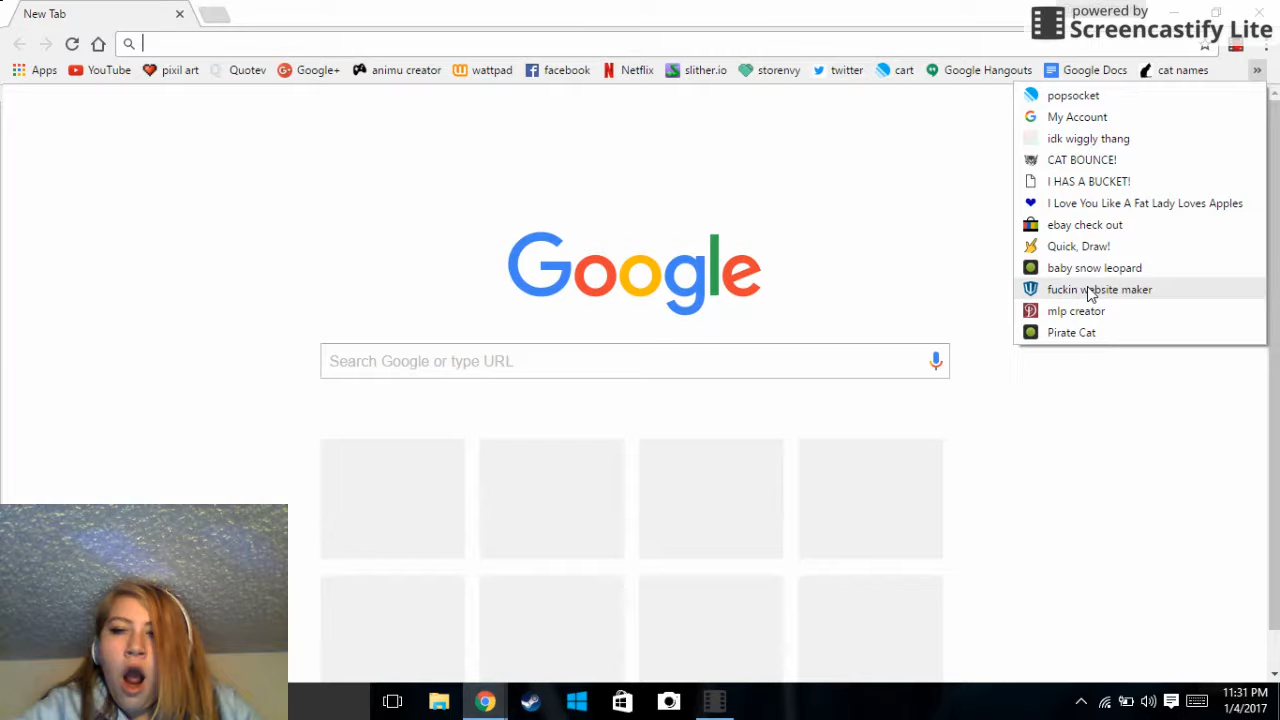 New Tab
powered by
Screencastify Lite
Apps YouTube pixil art Quotev Google+ animu creator wattpad facebook Netflix slither.io storenvy twitter cart Google Hangouts Google Docs cat names
popsocket
My Account
idk wiggly thang
CAT BOUNCE!
I HAS A BUCKET!
I Love You Like A Fat Lady Loves Apples
ebay check out
Quick, Draw!
baby snow leopard
fuckin website maker
mlp creator
Pirate Cat
Google
Search Google or type URL
11:31 PM
1/4/2017